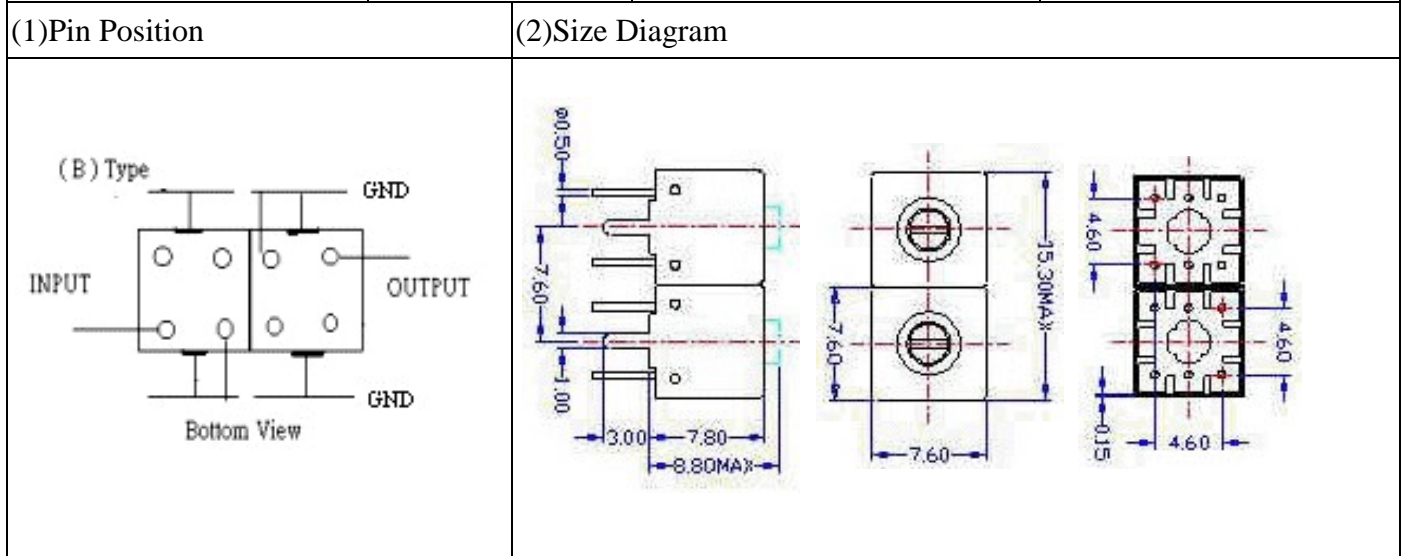 (1)Pin Position
(2)Size Diagram
(B) Type
GND
INPUT
OUTPUT
GND
Bottom View
ø0.50
7.60
1.00
3.00
7.80
8.80MAX
15.30MAX
7.60
7.60
4.60
4.60
0.15
4.60